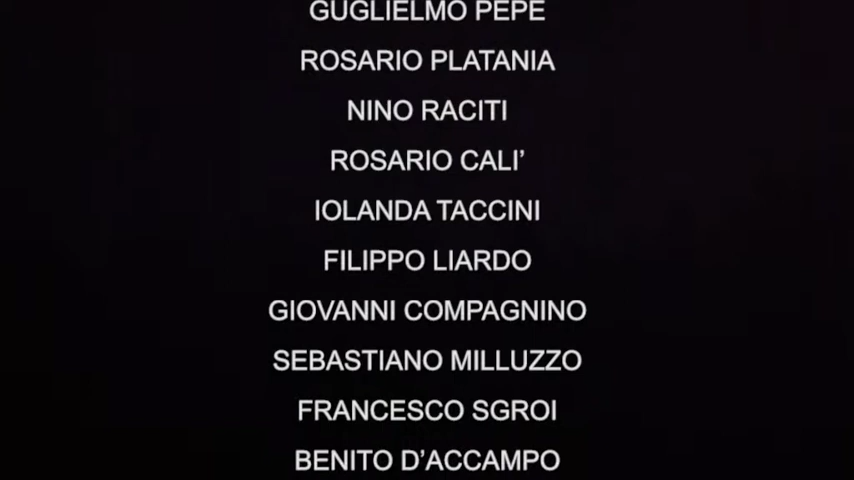 GUGLIELMO PEPE
ROSARIO PLATANIA
NINO RACITI
ROSARIO CALI’
IOLANDA TACCINI
FILIPPO LIARDO
GIOVANNI COMPAGNINO
SEBASTIANO MILLUZZO
FRANCESCO SGROI
BENITO D’ACCAMPO